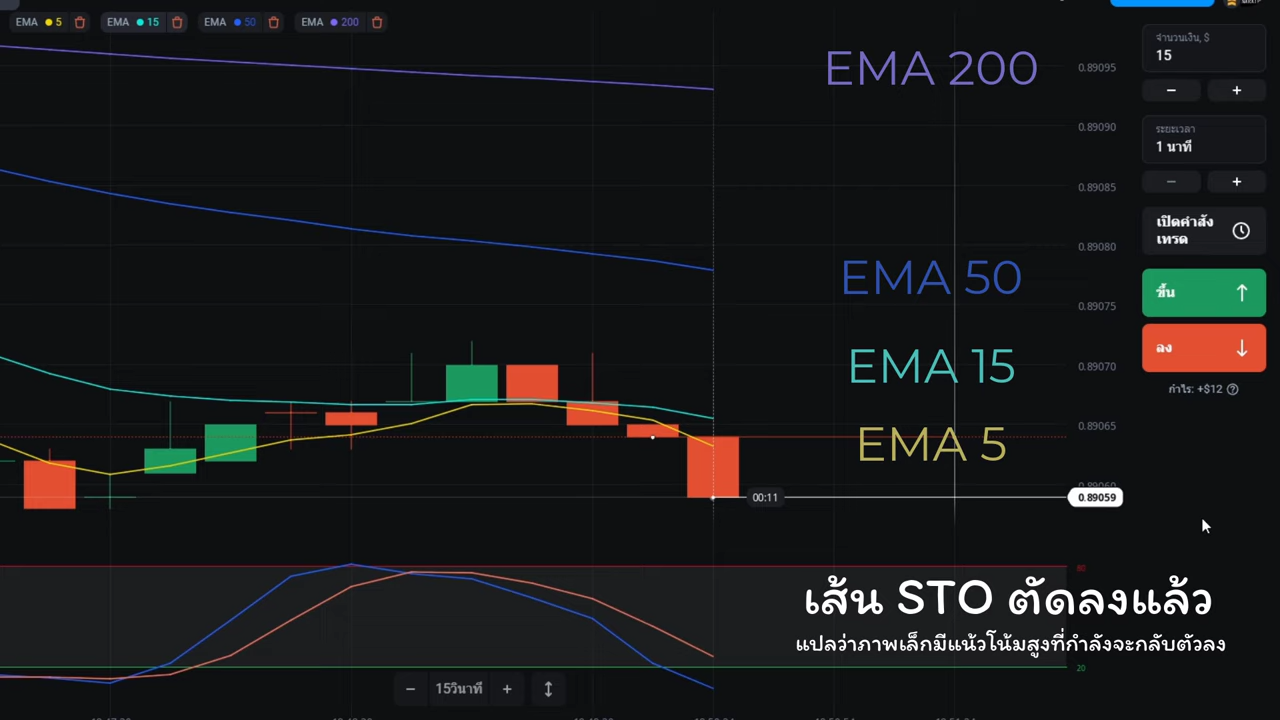 EMA 5
EMA 15
EMA 50
EMA 200
EMA 200
EMA 50
EMA 15
EMA 5
0.89095
0.89090
0.89085
0.89080
0.89075
0.89070
0.89065
0.89060
0.89059
00:11
จำนวนเงิน, $
15
ระยะเวลา
1 นาที
เปิดคำสั่ง
เทรด
ขึ้น
ลง
กำไร: +$12
80
20
เส้น STO ตัดลงแล้ว
แปลว่าภาพเล็กมีแน้วโน้มสูงที่กำลังจะกลับตัวลง
15วินาที